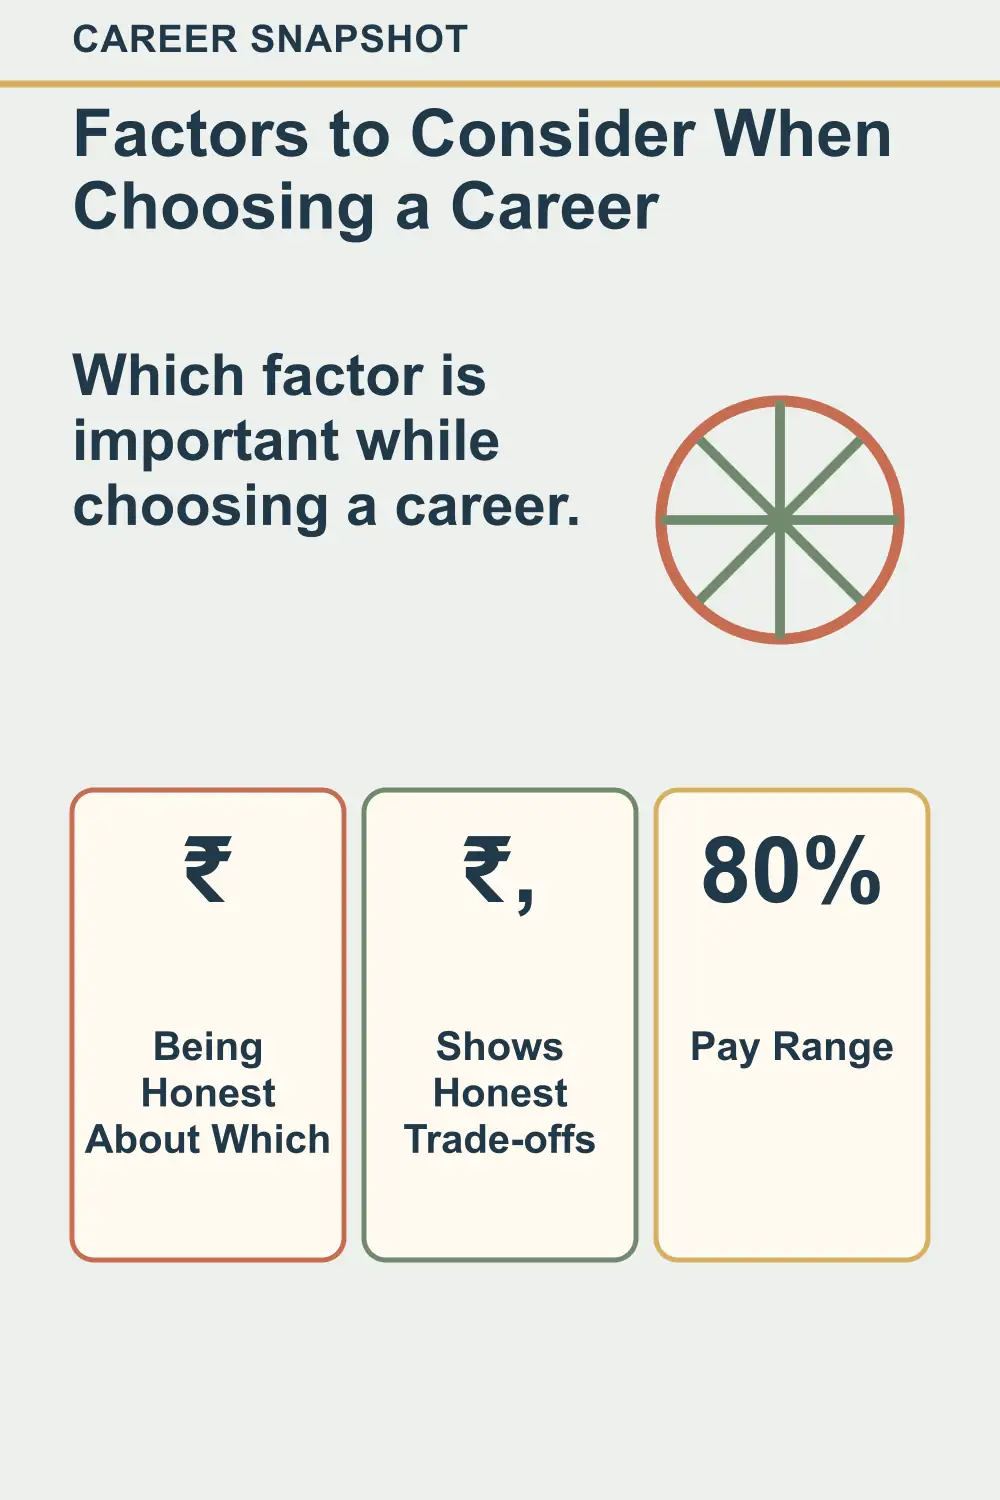 CAREER SNAPSHOT
Factors to Consider When
Choosing a Career
Which factor is
important while
choosing a career.
₹
Being
Honest
About Which
₹,
Shows
Honest
Trade-offs
80%
Pay Range